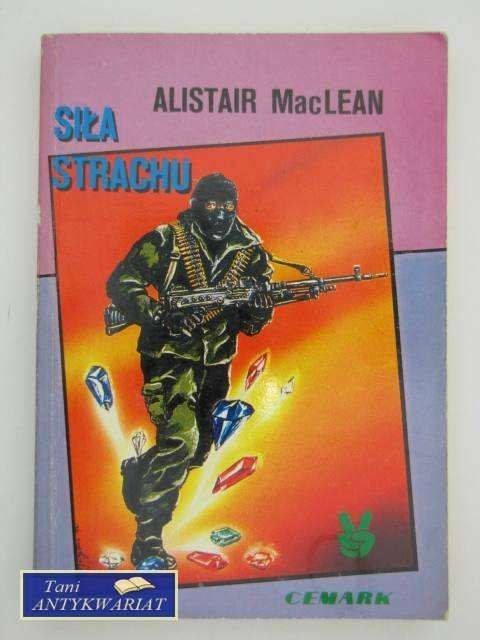 ALISTAIR MacLEAN
SIŁA
STRACHU
CEMARK
Tani
ANTYKWARIAT